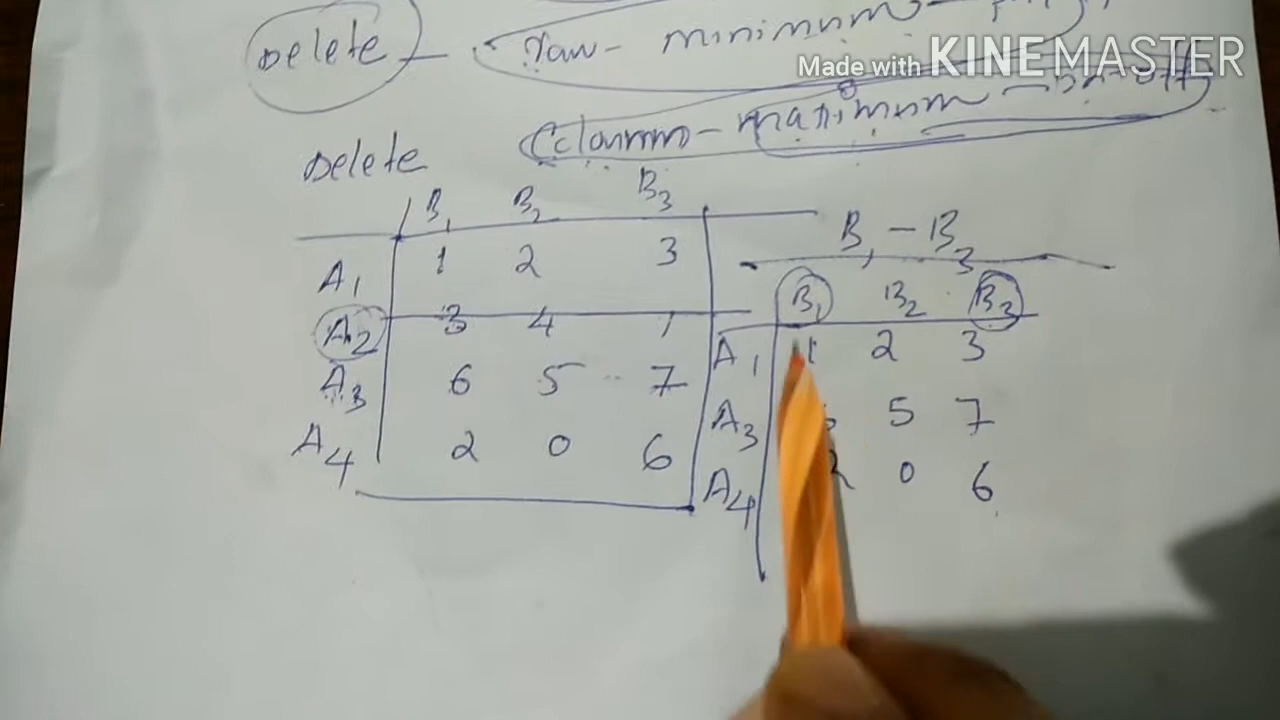 Delete — row - minimum -
Made with KINEMASTER
Coloumn - maximum -
Delete
B1 B2 B3
A1 1 2 3
A2 3 4 1
A3 6 5 7
A4 2 0 6
B1 - B3
B1 B2 B3
A1 1 2 3
A3 5 7
A4 2 0 6